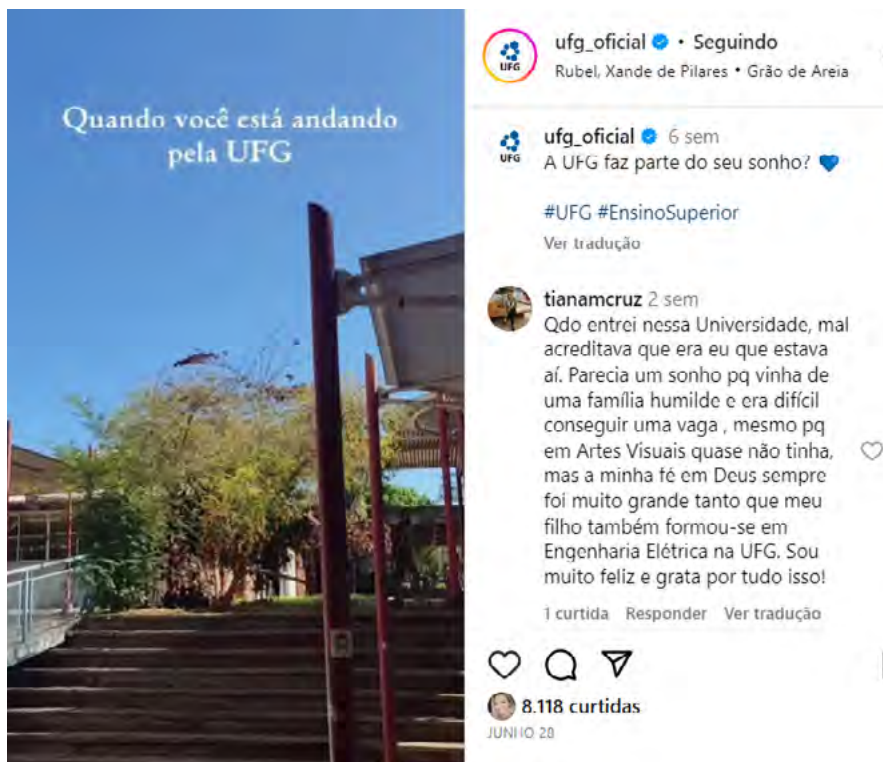 Quando você está andando
pela UFG
ufg_oficial • Seguindo
Rubel, Xande de Pilares • Grão de Areia
UFG
ufg_oficial 6 sem
A UFG faz parte do seu sonho? 💙
UFG
#UFG #EnsinoSuperior
Ver tradução
tianamcruz 2 sem
Qdo entrei nessa Universidade, mal
acreditava que era eu que estava
aí. Parecia um sonho pq vinha de
uma família humilde e era difícil
conseguir uma vaga , mesmo pq
em Artes Visuais quase não tinha,
mas a minha fé em Deus sempre
foi muito grande tanto que meu
filho também formou-se em
Engenharia Elétrica na UFG. Sou
muito feliz e grata por tudo isso!
1 curtida Responder Ver tradução
8.118 curtidas
JUNHO 28